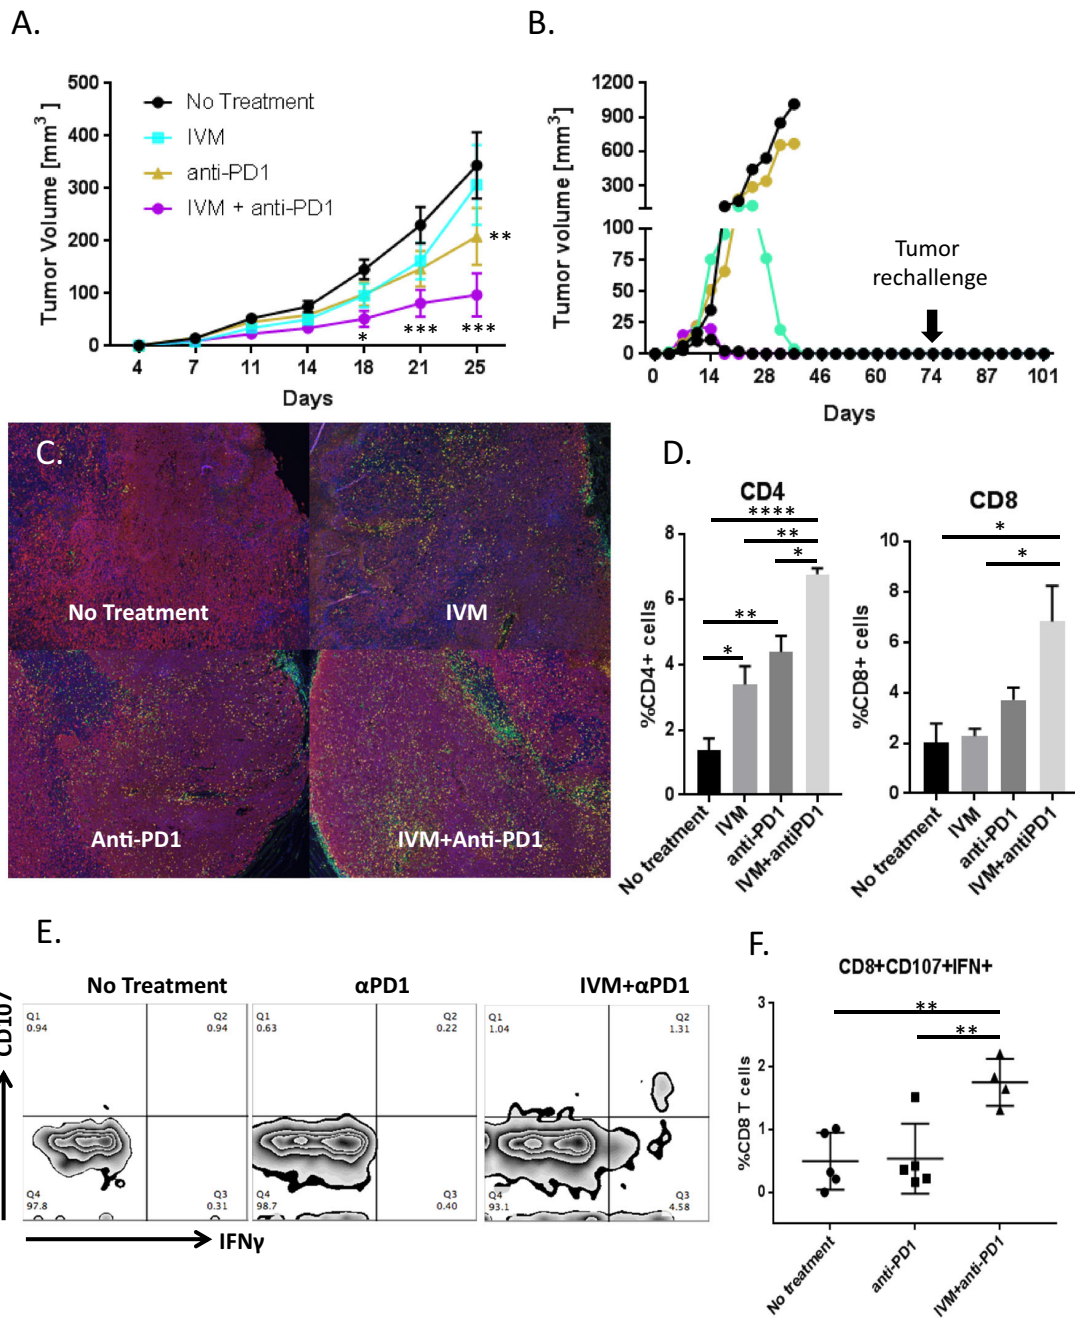 A.
Tumor Volume [mm3]
500
400
300
200
100
0
No Treatment
IVM
anti-PD1
IVM + anti-PD1
**
* *** ***
4 7 11 14 18 21 25
Days
B.
Tumor volume [mm3]
1200
900
600
300
100
75
50
25
0
Tumor
rechallenge
0 14 28 46 60 74 87 101
Days
C.
No Treatment
IVM
Anti-PD1
IVM+Anti-PD1
D.
CD4
%CD4+ cells
8
6
4
2
0
****
**
*
**
*
No treatment
IVM
anti-PD1
IVM+antiPD1
CD8
%CD8+ cells
10
8
6
4
2
0
*
*
No treatment
IVM
anti-PD1
IVM+antiPD1
E.
CD107
No Treatment
Q1
0.94
Q2
0.94
Q4
97.8
Q3
0.31
αPD1
Q1
0.63
Q2
0.22
Q4
98.7
Q3
0.40
IVM+αPD1
Q1
1.04
Q2
1.31
Q4
93.1
Q3
4.58
IFNγ
F.
CD8+CD107+IFN+
%CD8 T cells
3
2
1
0
**
**
No treatment
anti-PD1
IVM+anti-PD1